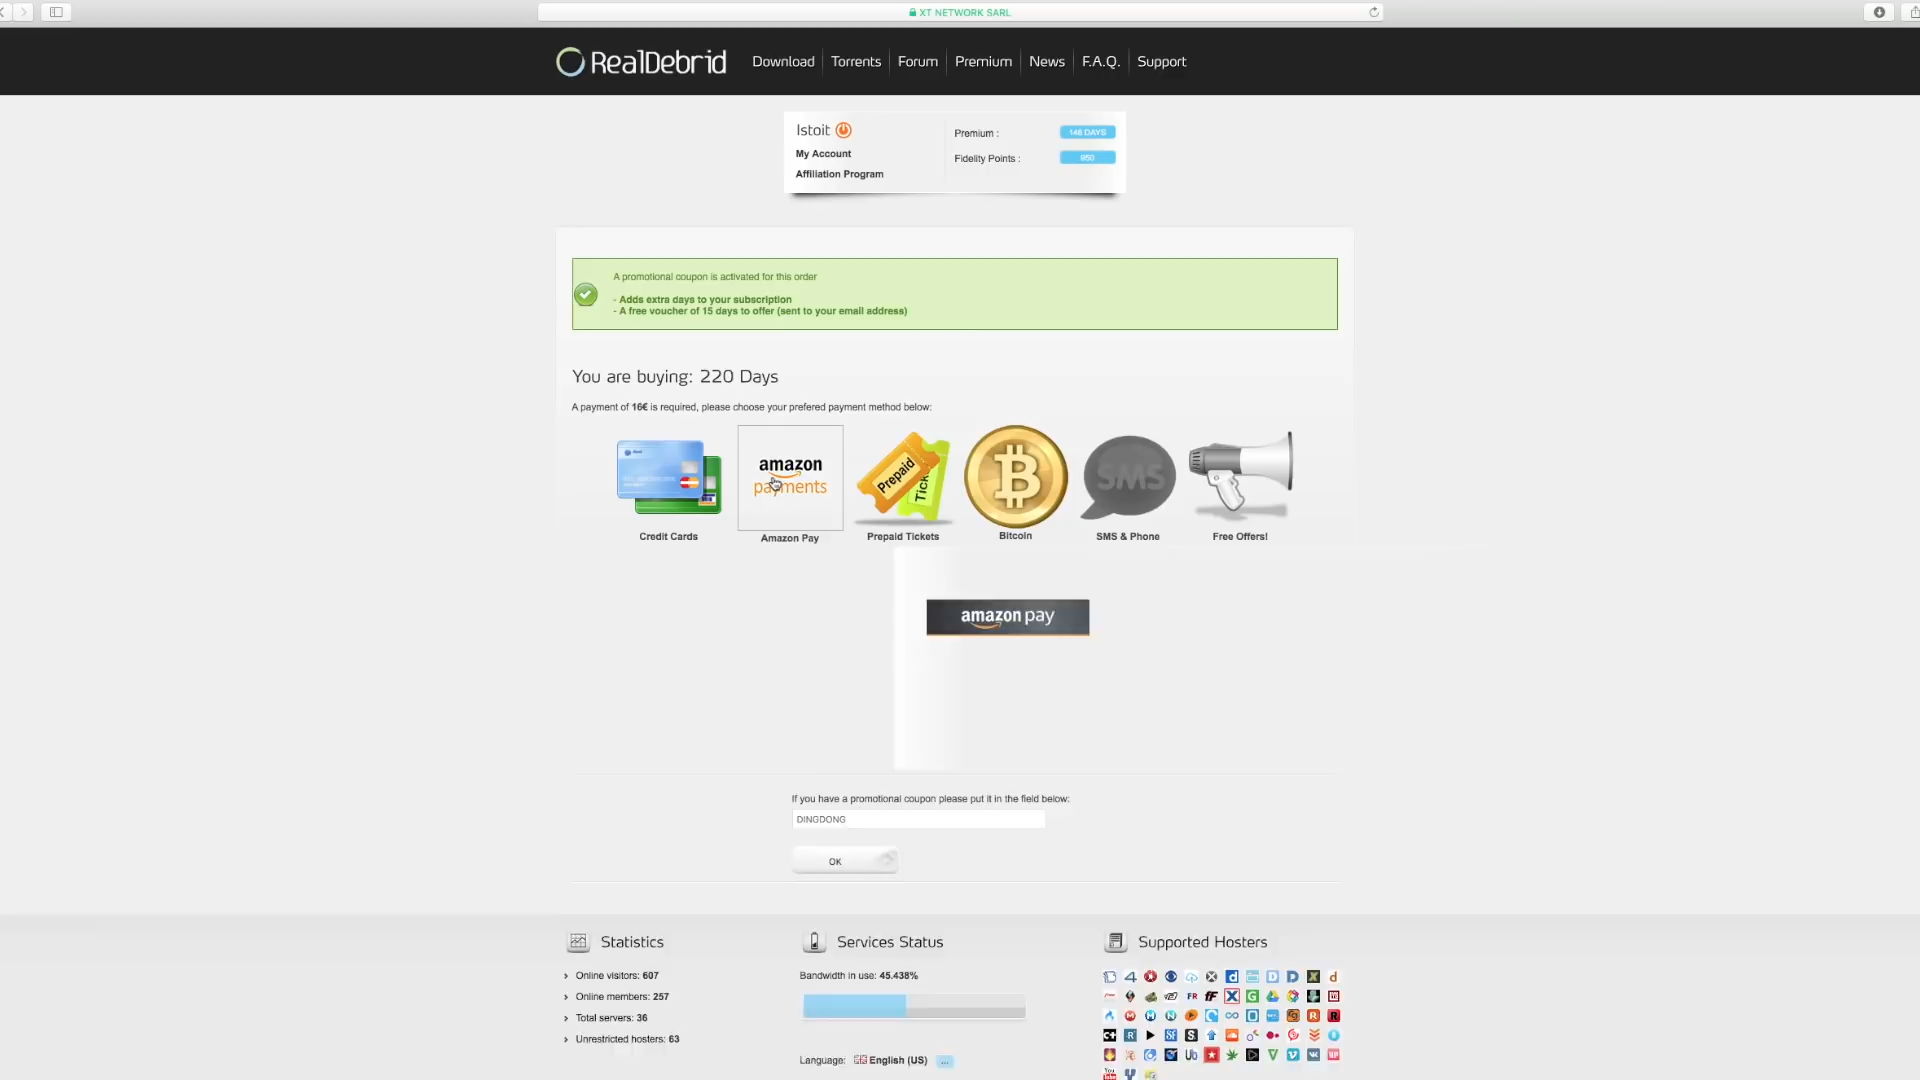 XT NETWORK SARL
RealDebrid
Download
Torrents
Forum
Premium
News
F.A.Q.
Support
Istoit
My Account
Affiliation Program
Premium :
148 DAYS
Fidelity Points :
950
A promotional coupon is activated for this order
- Adds extra days to your subscription
- A free voucher of 15 days to offer (sent to your email address)
You are buying: 220 Days
A payment of 16€ is required, please choose your prefered payment method below:
amazon
payments
Prepaid
SMS
Credit Cards
Amazon Pay
Prepaid Tickets
Bitcoin
SMS & Phone
Free Offers!
amazon pay
If you have a promotional coupon please put it in the field below:
DINGDONG
OK
Statistics
Online visitors: 607
Online members: 257
Total servers: 36
Unrestricted hosters: 63
Services Status
Bandwidth in use: 45.438%
Language: English (US) ...
Supported Hosters